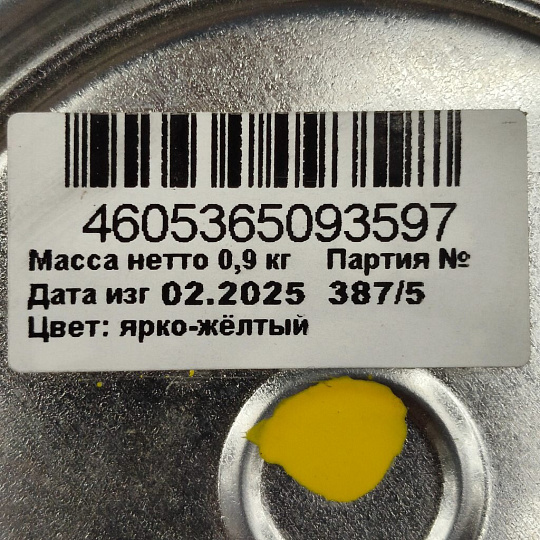 4605365093597
Масса нетто 0,9 кг Партия №
Дата изг 02.2025 387/5
Цвет: ярко-жёлтый